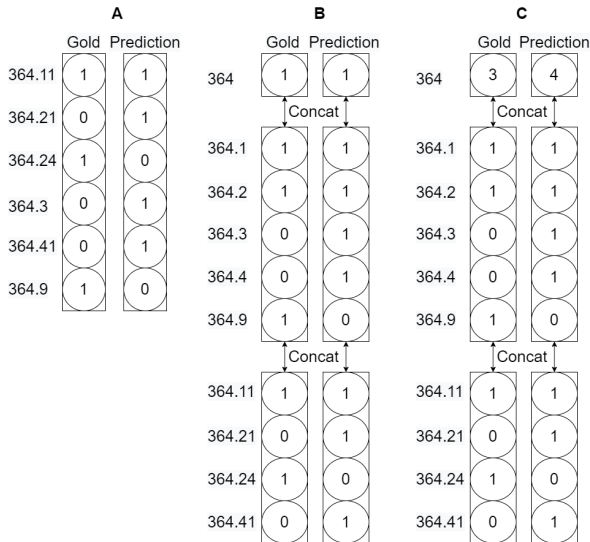 A
Gold Prediction
364.11 1 1
364.21 0 1
364.24 1 0
364.3 0 1
364.41 0 1
364.9 1 0
B
Gold Prediction
364 1 1
Concat
364.1 1 1
364.2 1 1
364.3 0 1
364.4 0 1
364.9 1 0
Concat
364.11 1 1
364.21 0 1
364.24 1 0
364.41 0 1
C
Gold Prediction
364 3 4
Concat
364.1 1 1
364.2 1 1
364.3 0 1
364.4 0 1
364.9 1 0
Concat
364.11 1 1
364.21 0 1
364.24 1 0
364.41 0 1